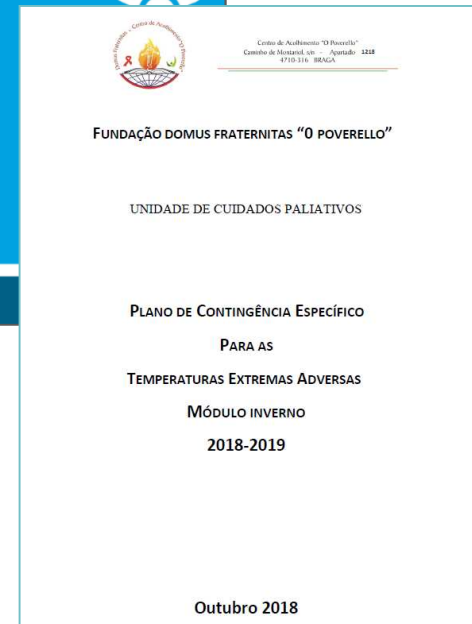 Centro de Acolhimento "O Poverello"
Caminho de Montariol, s/n – Apartado 1218
4710-316 BRAGA
FUNDAÇÃO DOMUS FRATERNITAS "0 POVERELLO"
UNIDADE DE CUIDADOS PALIATIVOS
PLANO DE CONTINGÊNCIA ESPECÍFICO
PARA AS
TEMPERATURAS EXTREMAS ADVERSAS
MÓDULO INVERNO
2018-2019
Outubro 2018